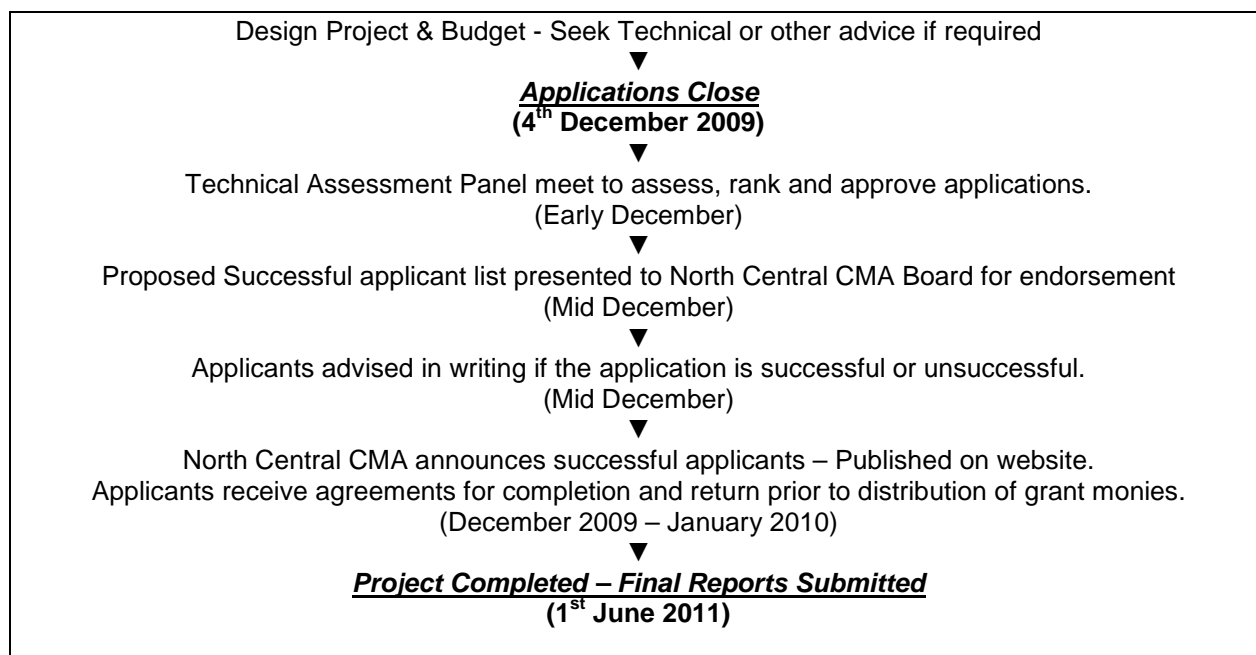 Design Project & Budget - Seek Technical or other advice if required
▼
Applications Close
(4th December 2009)
▼
Technical Assessment Panel meet to assess, rank and approve applications.
(Early December)
▼
Proposed Successful applicant list presented to North Central CMA Board for endorsement
(Mid December)
▼
Applicants advised in writing if the application is successful or unsuccessful.
(Mid December)
▼
North Central CMA announces successful applicants – Published on website.
Applicants receive agreements for completion and return prior to distribution of grant monies.
(December 2009 – January 2010)
▼
Project Completed – Final Reports Submitted
(1st June 2011)